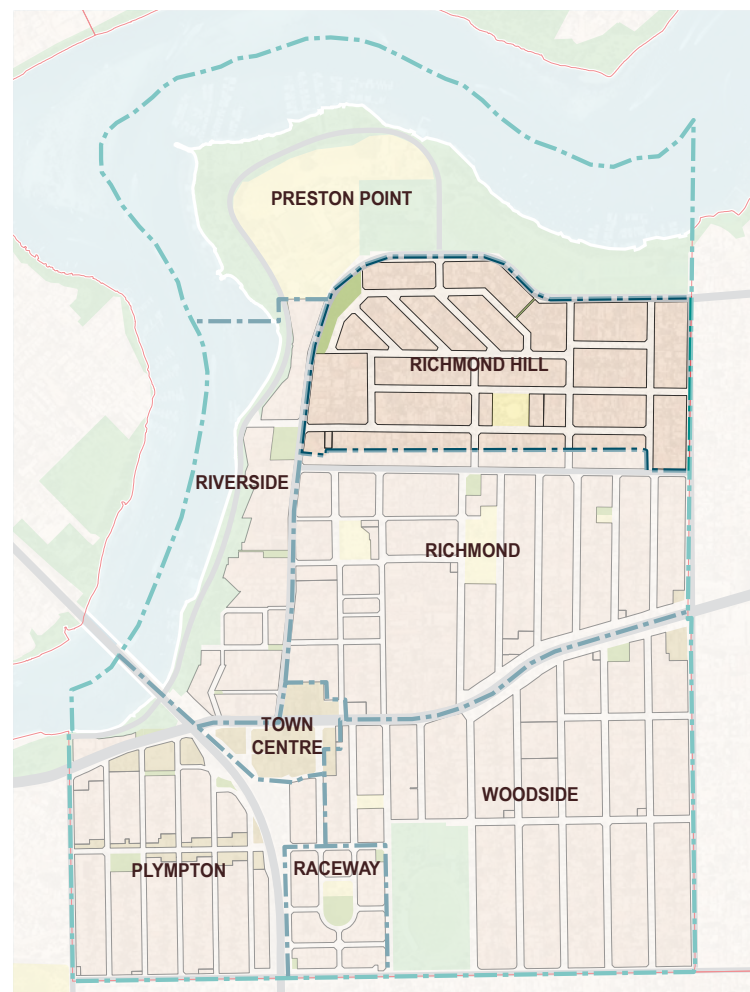 PRESTON POINT
RICHMOND HILL
RIVERSIDE
RICHMOND
TOWN
CENTRE
WOODSIDE
PLYMPTON
RACEWAY